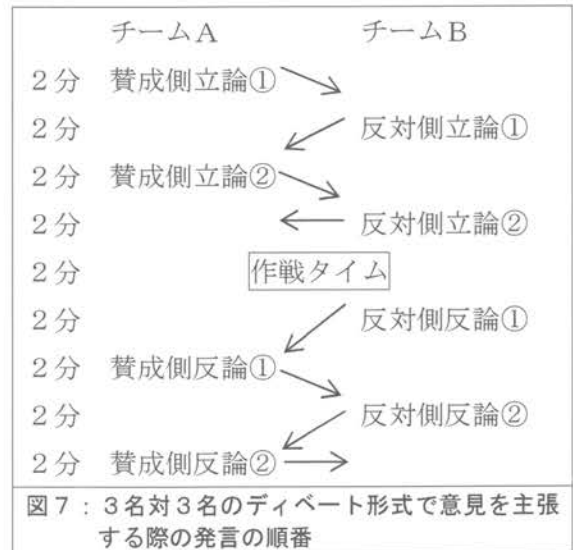 チームA チームB
2分 賛成側立論①
2分 反対側立論①
2分 賛成側立論②
2分 反対側立論②
2分 作戦タイム
2分 反対側反論①
2分 賛成側反論①
2分 反対側反論②
2分 賛成側反論②
図7：3名対3名のディベート形式で意見を主張
する際の発言の順番